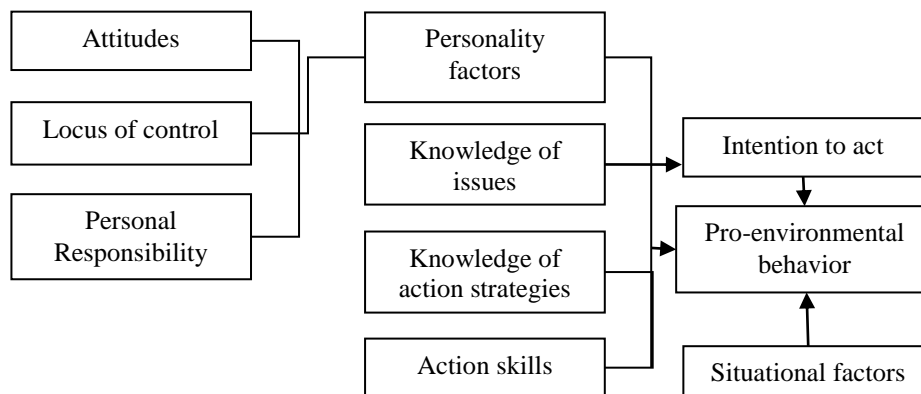 Attitudes
Locus of control
Personal
Responsibility
Personality
factors
Knowledge of
issues
Knowledge of
action strategies
Action skills
Intention to act
Pro-environmental
behavior
Situational factors